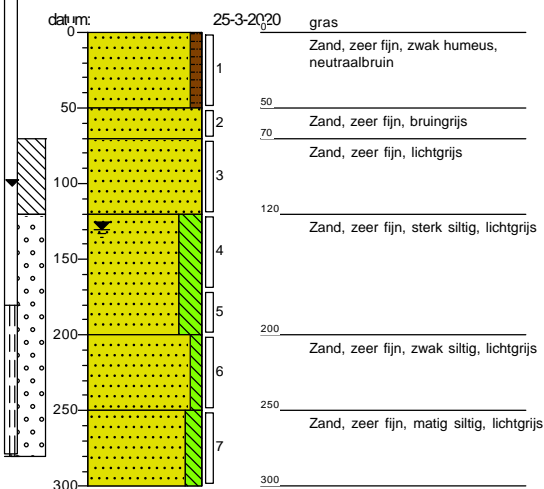 datum: 25-3-2020
0
50
100
150
200
250
300
1
2
3
4
5
6
7
0 gras
Zand, zeer fijn, zwak humeus,
neutraalbruin
50
Zand, zeer fijn, bruingrijs
70
Zand, zeer fijn, lichtgrijs
120
Zand, zeer fijn, sterk siltig, lichtgrijs
200
Zand, zeer fijn, zwak siltig, lichtgrijs
250
Zand, zeer fijn, matig siltig, lichtgrijs
300